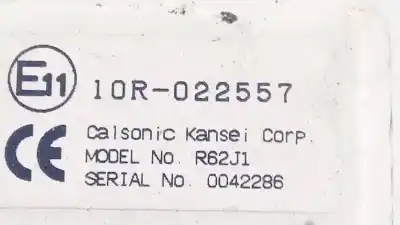 E11 10R-022557
CE Calsonic Kansei Corp.
MODEL No. R62J1
SERIAL No. 0042286